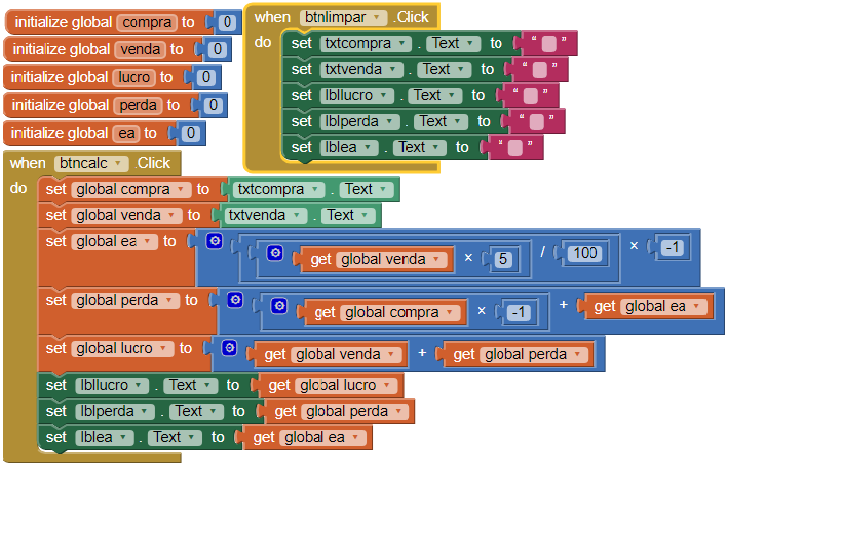 initialize global compra to 0
initialize global venda to 0
initialize global lucro to 0
initialize global perda to 0
initialize global ea to 0
when btnlimpar .Click
do set txtcompra . Text to “ ”
set txtvenda . Text to “ ”
set lbllucro . Text to “ ”
set lblperda . Text to “ ”
set lblea . Text to “ ”
when btncalc .Click
do set global compra to txtcompra . Text
set global venda to txtvenda . Text
set global ea to get global venda × 5 / 100 × -1
set global perda to get global compra × -1 + get global ea
set global lucro to get global venda + get global perda
set lbllucro . Text to get global lucro
set lblperda . Text to get global perda
set lblea . Text to get global ea